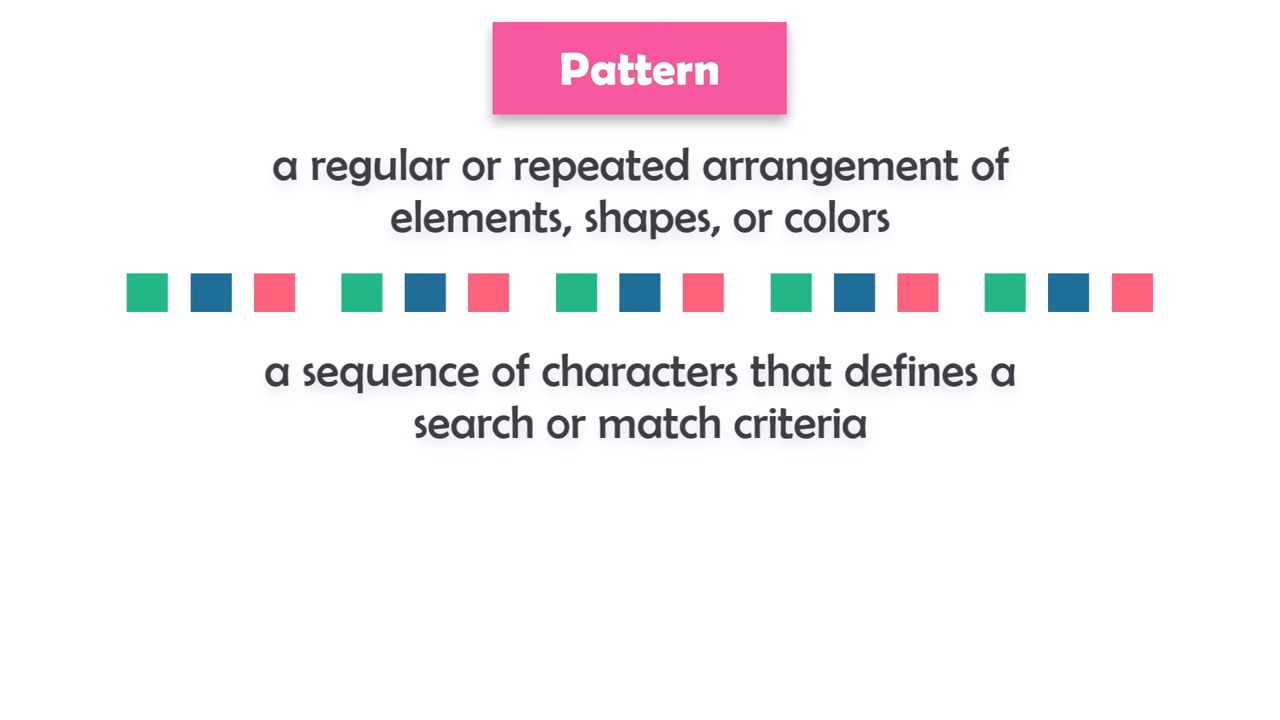 Pattern
a regular or repeated arrangement of
elements, shapes, or colors
a sequence of characters that defines a
search or match criteria